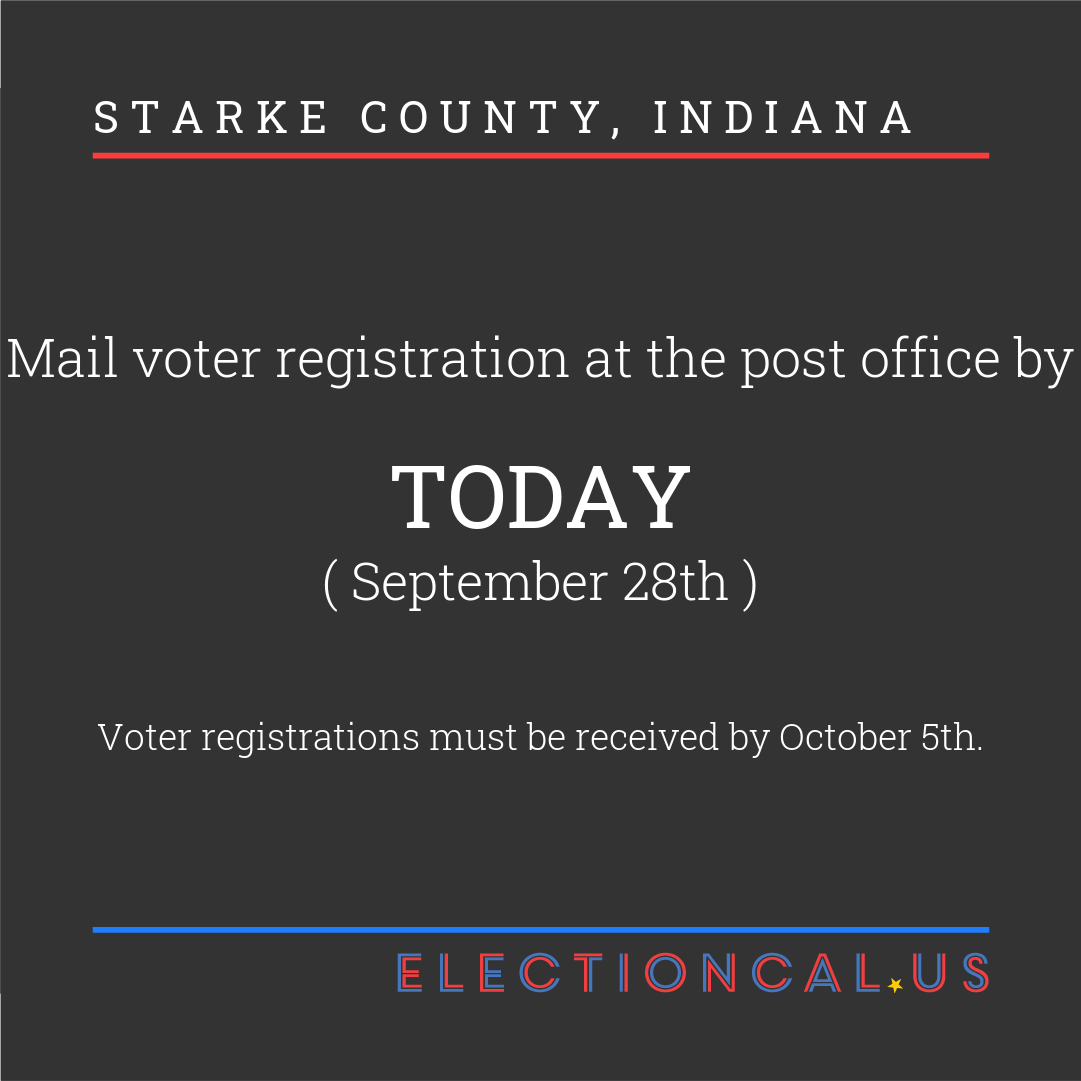 STARKE COUNTY, INDIANA
Mail voter registration at the post office by
TODAY
( September 28th )
Voter registrations must be received by October 5th.
ELECTIONCAL.US